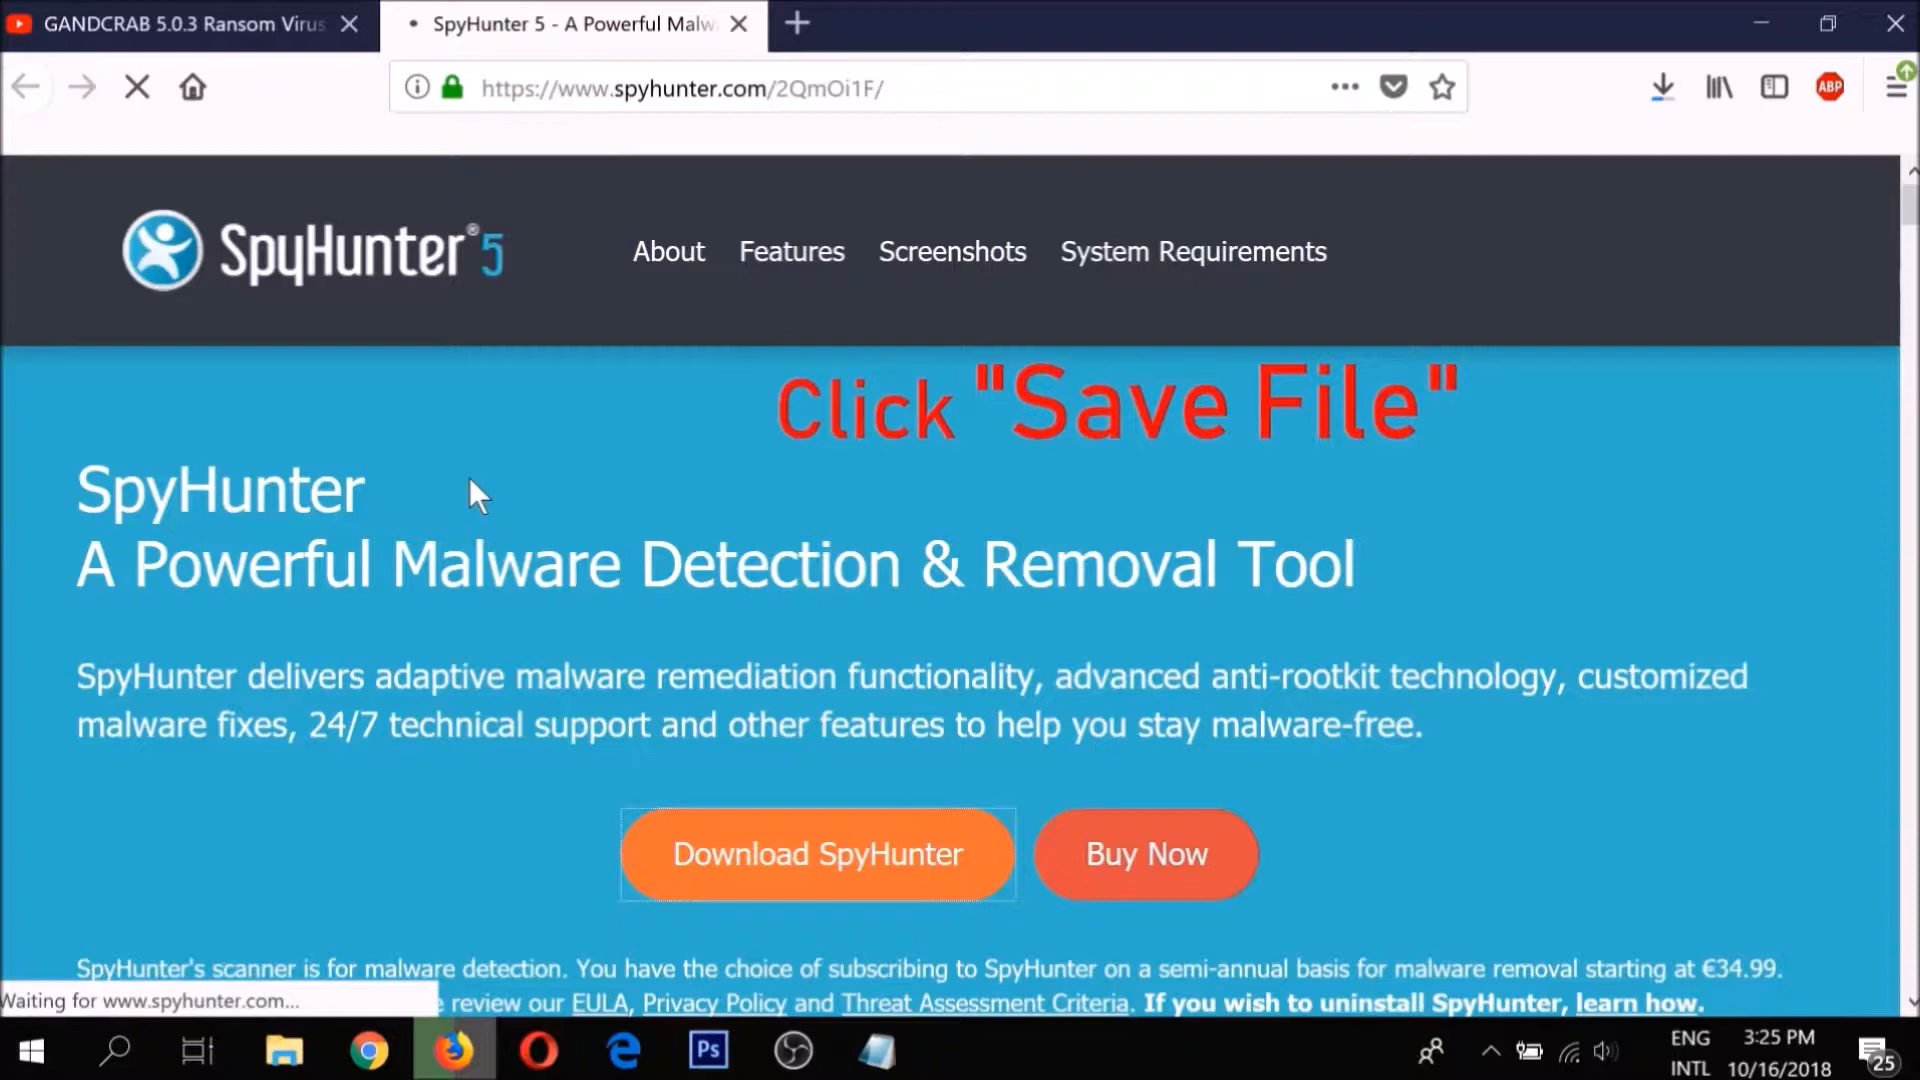 GANDCRAB 5.0.3 Ransom Virus
SpyHunter 5 - A Powerful Malw
https://www.spyhunter.com/2QmOi1F/
ABP
SpyHunter® 5
About Features Screenshots System Requirements
Click "Save File"
SpyHunter
A Powerful Malware Detection & Removal Tool
SpyHunter delivers adaptive malware remediation functionality, advanced anti-rootkit technology, customized
malware fixes, 24/7 technical support and other features to help you stay malware-free.
Download SpyHunter Buy Now
SpyHunter's scanner is for malware detection. You have the choice of subscribing to SpyHunter on a semi-annual basis for malware removal starting at €34.99.
Waiting for www.spyhunter.com...
review our EULA, Privacy Policy and Threat Assessment Criteria. If you wish to uninstall SpyHunter, learn how.
Ps
ENG 3:25 PM
INTL 10/16/2018
25